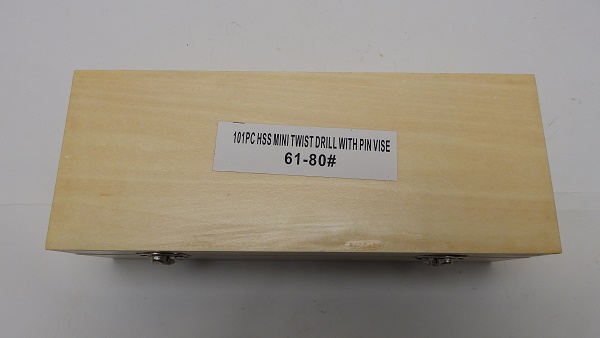 101PC HSS MINI TWIST DRILL WITH PIN VISE
61-80#